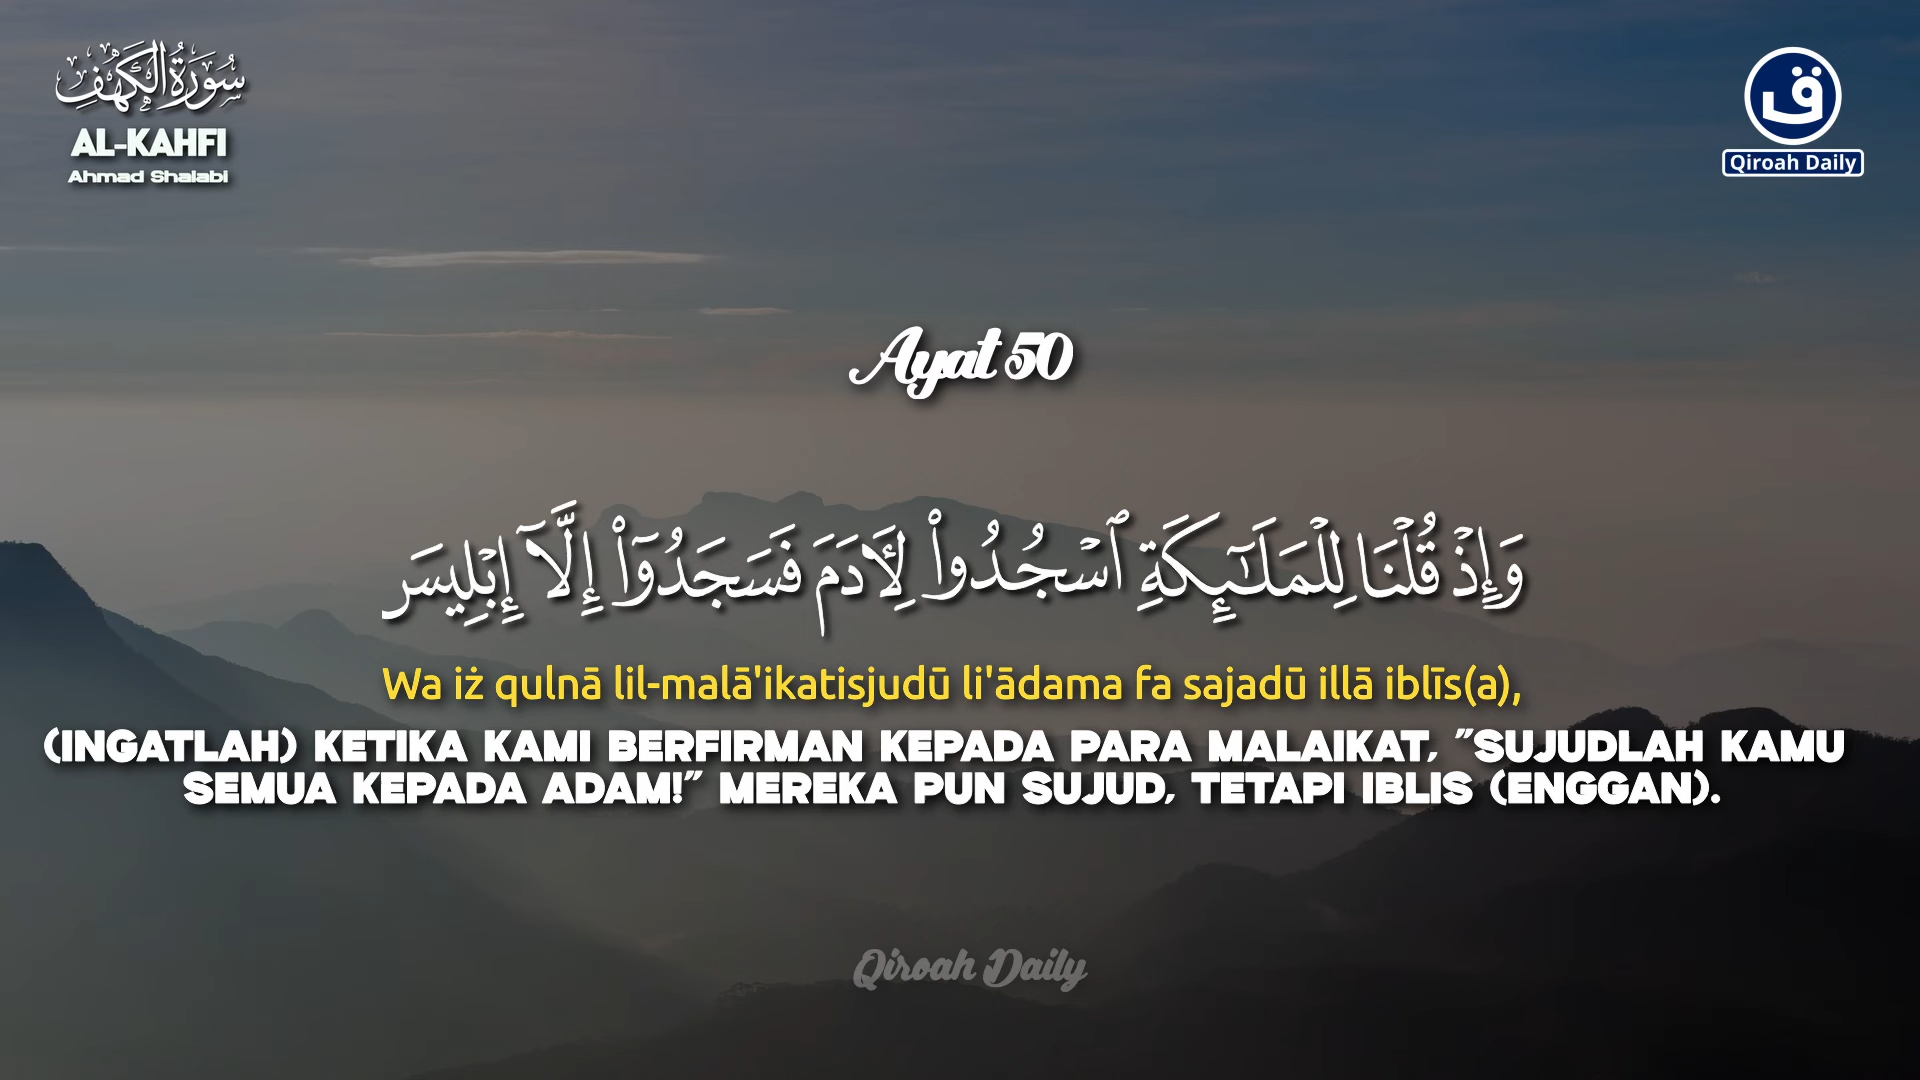 سُورَةُ الْكَهْفِ
AL-KAHFI
Ahmad Shalabi
ق
Qiroah Daily
Ayat 50
وَإِذْ قُلْنَا لِلْمَلَٰٓئِكَةِ ٱسْجُدُوا۟ لِـَٔادَمَ فَسَجَدُوٓا۟ إِلَّآ إِبْلِيسَ
Wa iż qulnā lil-malā'ikatisjudū li'ādama fa sajadū illā iblīs(a),
(INGATLAH) KETIKA KAMI BERFIRMAN KEPADA PARA MALAIKAT, "SUJUDLAH KAMU
SEMUA KEPADA ADAM!" MEREKA PUN SUJUD, TETAPI IBLIS (ENGGAN).
Qiroah Daily